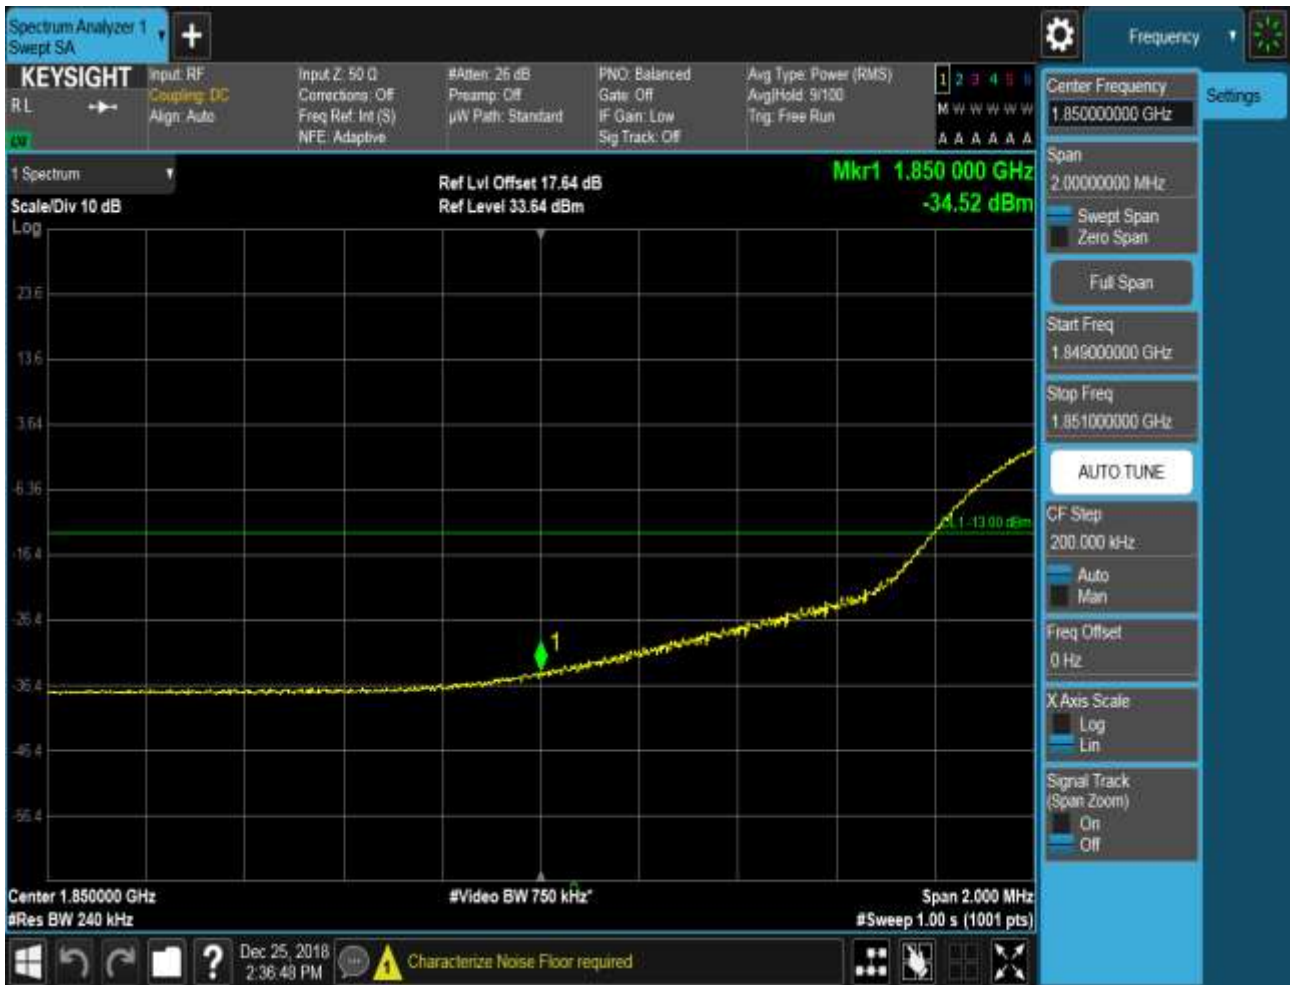 Spectrum Analyzer 1
Swept SA
+
Frequency
KEYSIGHT
R L
Input: RF
Coupling: DC
Align: Auto
Input Z: 50 Ω
Corrections: Off
Freq Ref: Int (S)
NFE: Adaptive
#Atten: 26 dB
Preamp: Off
µW Path: Standard
PNO: Balanced
Gate: Off
IF Gain: Low
Sig Track: Off
Avg Type: Power (RMS)
Avg|Hold: 9/100
Trig: Free Run
1 2 3 4 5 6
M W W W W W
A A A A A A
1 Spectrum
Scale/Div 10 dB
Log
Ref Lvl Offset 17.64 dB
Ref Level 33.64 dBm
Mkr1 1.850 000 GHz
-34.52 dBm
23.6
13.6
3.64
-6.36
-16.4
-26.4
-36.4
-46.4
-56.4
DL1 -13.00 dBm
1
Center 1.850000 GHz
#Res BW 240 kHz
#Video BW 750 kHz*
Span 2.000 MHz
#Sweep 1.00 s (1001 pts)
Center Frequency
1.850000000 GHz
Settings
Span
2.00000000 MHz
Swept Span
Zero Span
Full Span
Start Freq
1.849000000 GHz
Stop Freq
1.851000000 GHz
AUTO TUNE
CF Step
200.000 kHz
Auto
Man
Freq Offset
0 Hz
X Axis Scale
Log
Lin
Signal Track
(Span Zoom)
On
Off
?
Dec 25, 2018
2:36:48 PM
1
Characterize Noise Floor required